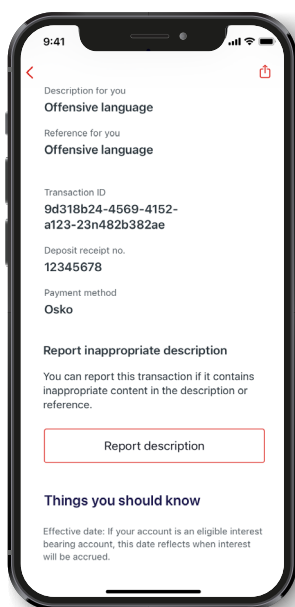 9:41
Description for you
Offensive language
Reference for you
Offensive language
Transaction ID
9d318b24-4569-4152-
a123-23n482b382ae
Deposit receipt no.
12345678
Payment method
Osko
Report inappropriate description
You can report this transaction if it contains
inappropriate content in the description or
reference.
Report description
Things you should know
Effective date: If your account is an eligible interest
bearing account, this date reflects when interest
will be accrued.